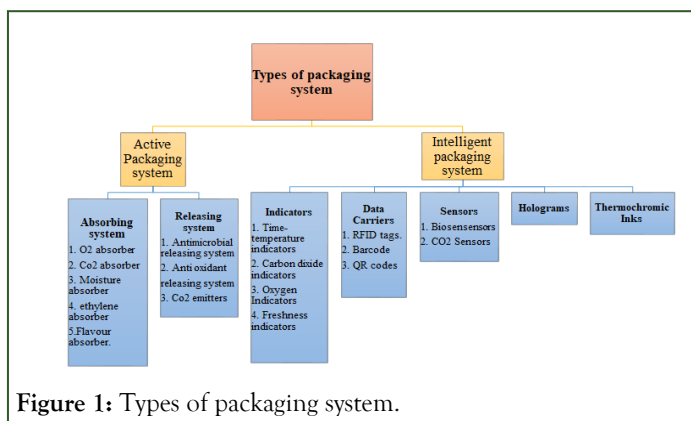 Types of packaging
system
Active
Packaging
system
Intelligent
packaging
system
Absorbing
system
1. O2 absorber
2. Co2 absorber
3. Moisture
absorber
4. ethylene
absorber
5.Flavour
absorber.
Releasing
system
1. Antimicrobial
releasing system
2. Anti oxidant
releasing system
3. Co2 emitters
Indicators
1. Time-
temperature
indicators
2. Carbon dixide
indicators
3. Oxygen
Indicators
4. Freshness
indicators
Data
Carriers
1. RFID tags.
2. Barcode
3. QR codes
Sensors
1. Biosensensors
2. CO2 Sensors
Holograms
Thermochromic
Inks
Figure 1: Types of packaging system.